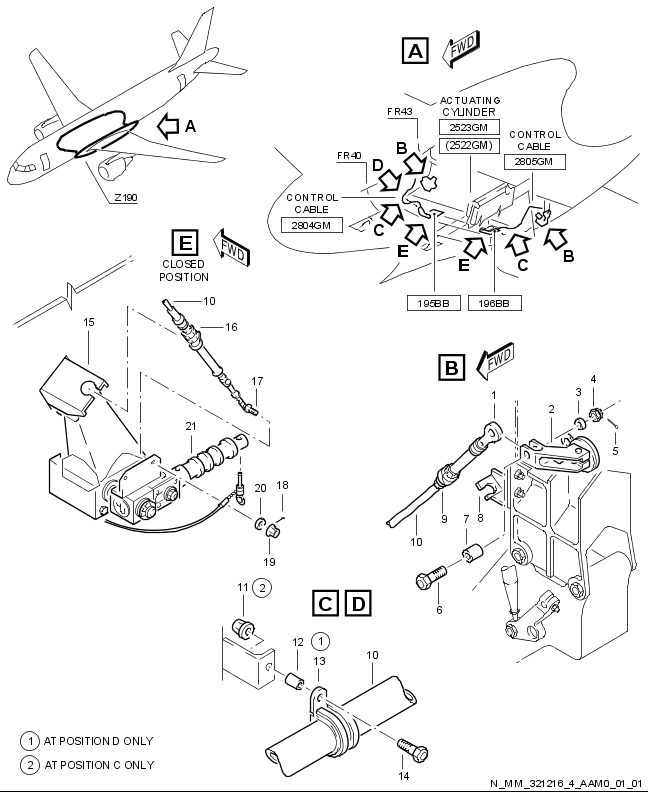 A
Z190
A
FWD
ACTUATING
CYLINDER
2523GM
(2522GM)
FR43
CONTROL
CABLE
2805GM
FR40
B
D
CONTROL
CABLE
2804GM
C
E
E
C
B
195BB
196BB
E
FWD
CLOSED
POSITION
10
16
15
17
21
20
18
19
B
FWD
1
2
3
4
5
8
9
10
7
6
C D
11 2
12
1
13
10
14
1 AT POSITION D ONLY
2 AT POSITION C ONLY
N_MM_321216_4_AAM0_01_01